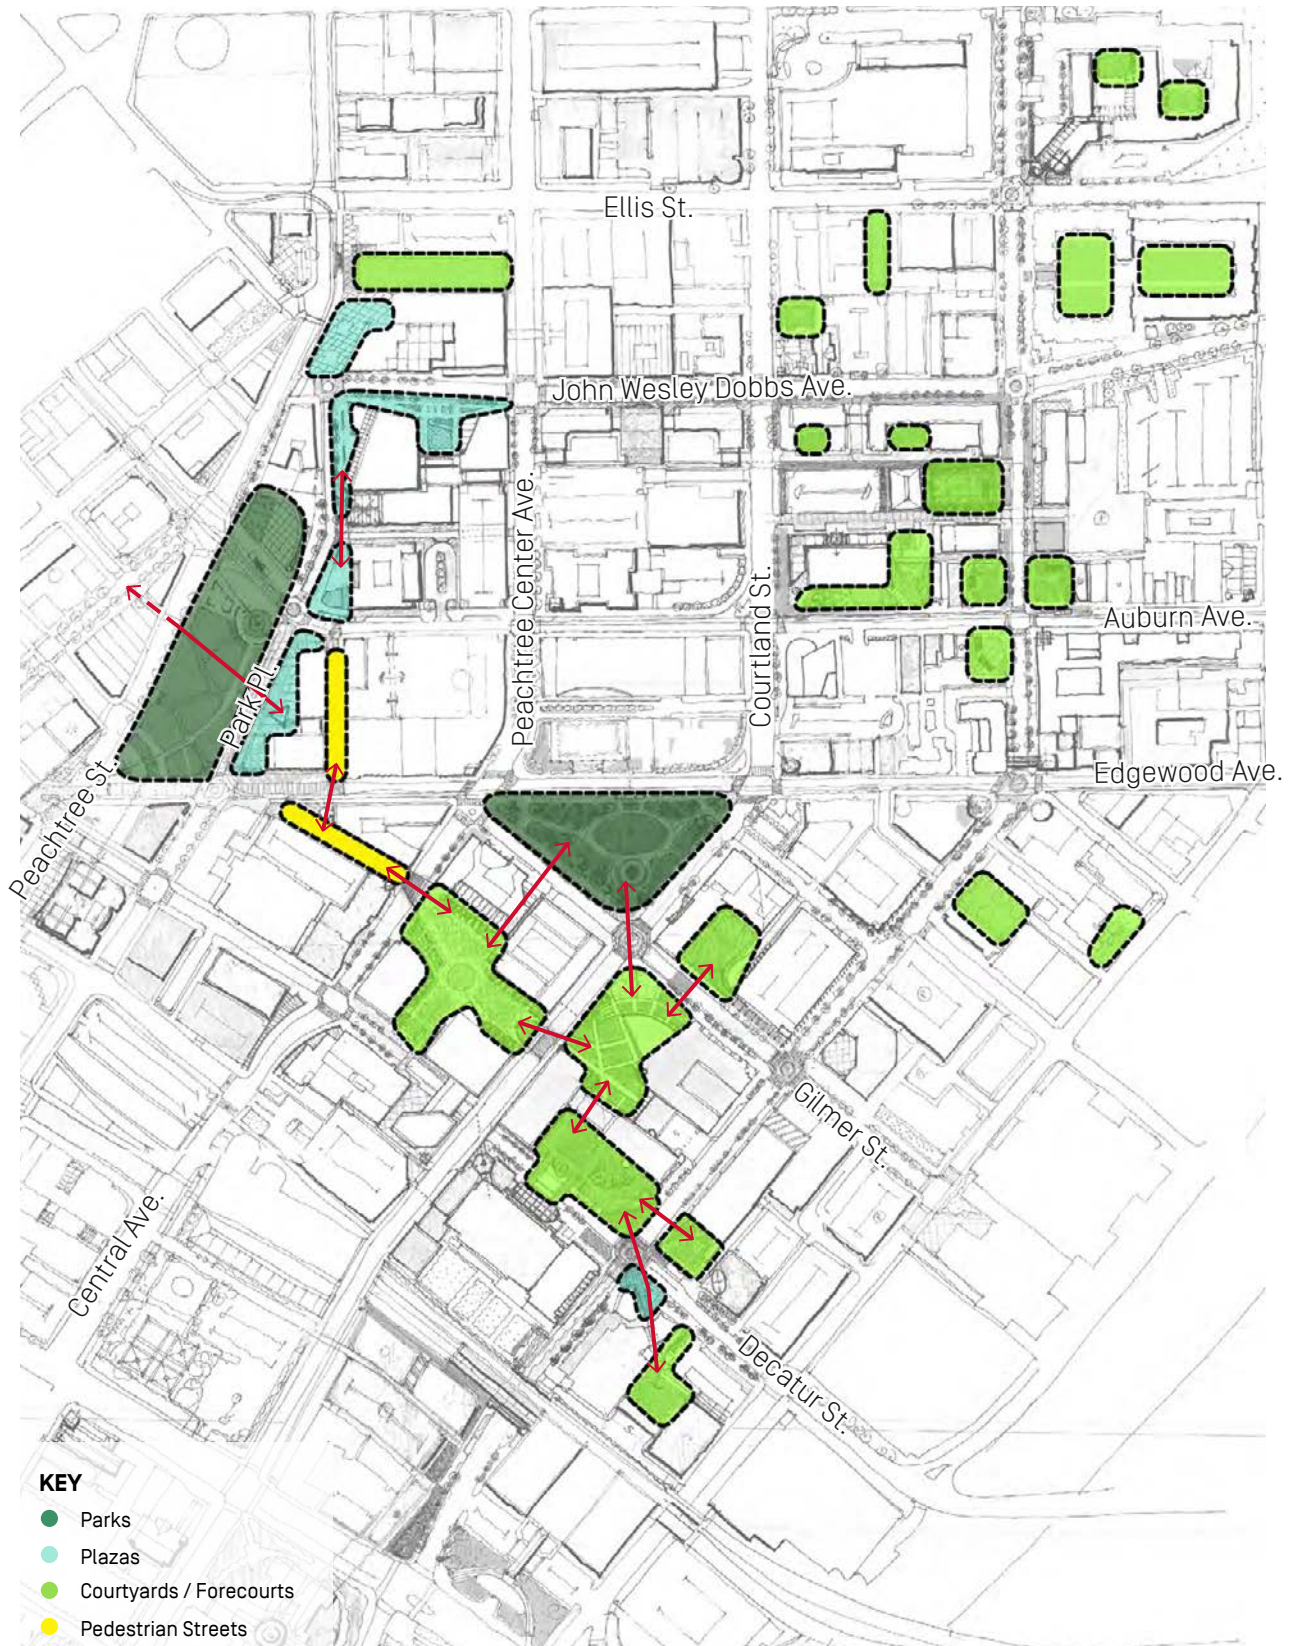 Ellis St.
John Wesley Dobbs Ave.
Peachtree Center Ave.
Courtland St.
Auburn Ave.
Park Pl.
Peachtree St.
Edgewood Ave.
Gilmer St.
Central Ave.
Decatur St.
KEY
Parks
Plazas
Courtyards / Forecourts
Pedestrian Streets